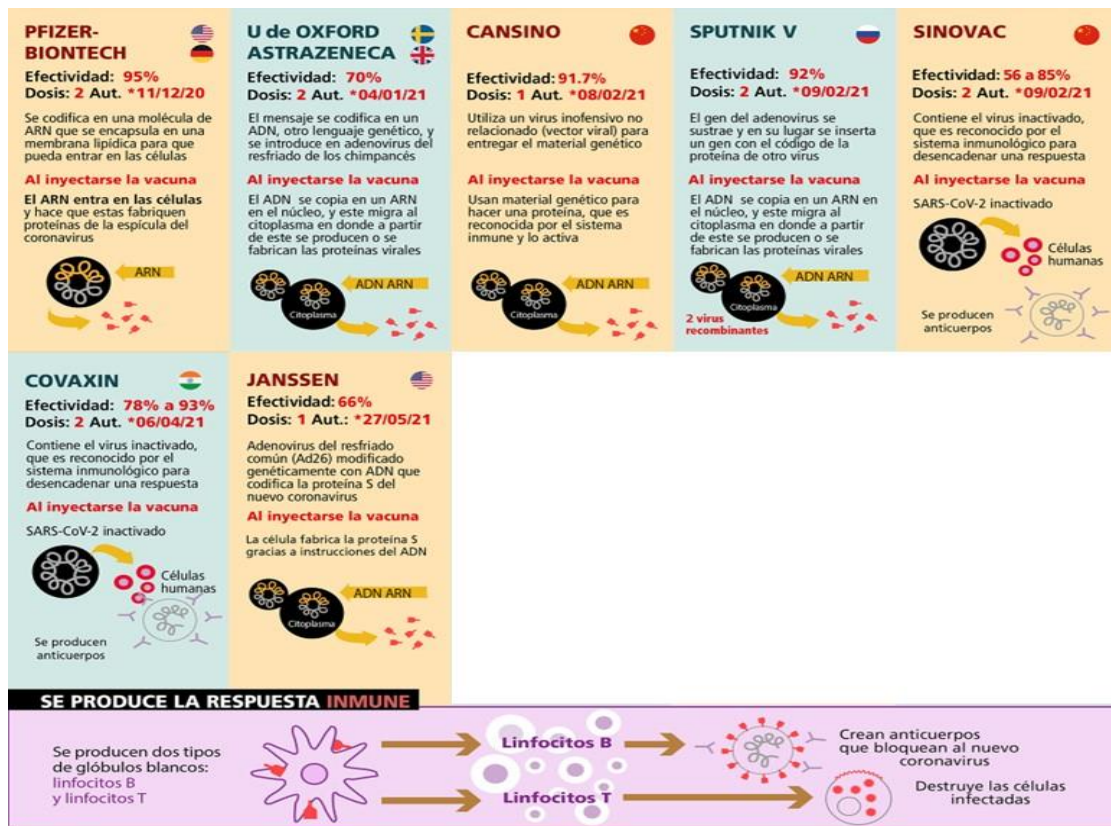 PFIZER-
BIONTECH
Efectividad: 95%
Dosis: 2 Aut. *11/12/20
Se codifica en una molécula de
ARN que se encapsula en una
membrana lipídica para que
pueda entrar en las células
Al inyectarse la vacuna
El ARN entra en las células
y hace que estas fabriquen
proteínas de la espícula del
coronavirus
ARN
U de OXFORD
ASTRAZENECA
Efectividad: 70%
Dosis: 2 Aut. *04/01/21
El mensaje se codifica en un
ADN, otro lenguaje genético, y
se introduce en adenovirus del
resfriado de los chimpancés
Al inyectarse la vacuna
El ADN se copia en un ARN
en el núcleo, y este migra al
citoplasma en donde a partir
de este se producen o se
fabrican las proteínas virales
ADN ARN
Citoplasma
CANSINO
Efectividad: 91.7%
Dosis: 1 Aut. *08/02/21
Utiliza un virus inofensivo no
relacionado (vector viral) para
entregar el material genético
Al inyectarse la vacuna
Usan material genético para
hacer una proteína, que es
reconocida por el sistema
inmune y lo activa
ADN ARN
Citoplasma
SPUTNIK V
Efectividad: 92%
Dosis: 2 Aut. *09/02/21
El gen del adenovirus se
sustrae y en su lugar se inserta
un gen con el código de la
proteína de otro virus
Al inyectarse la vacuna
El ADN se copia en un ARN
en el núcleo, y este migra al
citoplasma en donde a partir
de este se producen o se
fabrican las proteínas virales
ADN ARN
Citoplasma
2 virus
recombinantes
SINOVAC
Efectividad: 56 a 85%
Dosis: 2 Aut. *09/02/21
Contiene el virus inactivado,
que es reconocido por el
sistema inmunológico para
desencadenar una respuesta
Al inyectarse la vacuna
SARS-CoV-2 inactivado
Células
humanas
Se producen
anticuerpos
COVAXIN
Efectividad: 78% a 93%
Dosis: 2 Aut. *06/04/21
Contiene el virus inactivado,
que es reconocido por el
sistema inmunológico para
desencadenar una respuesta
Al inyectarse la vacuna
SARS-CoV-2 inactivado
Células
humanas
Se producen
anticuerpos
JANSSEN
Efectividad: 66%
Dosis: 1 Aut.: *27/05/21
Adenovirus del resfriado
común (Ad26) modificado
genéticamente con ADN que
codifica la proteína S del
nuevo coronavirus
Al inyectarse la vacuna
La célula fabrica la proteína S
gracias a instrucciones del ADN
ADN ARN
Citoplasma
SE PRODUCE LA RESPUESTA INMUNE
Se producen dos tipos
de glóbulos blancos:
linfocitos B
y linfocitos T
Linfocitos B
Linfocitos T
Crean anticuerpos
que bloquean al nuevo
coronavirus
Destruye las células
infectadas